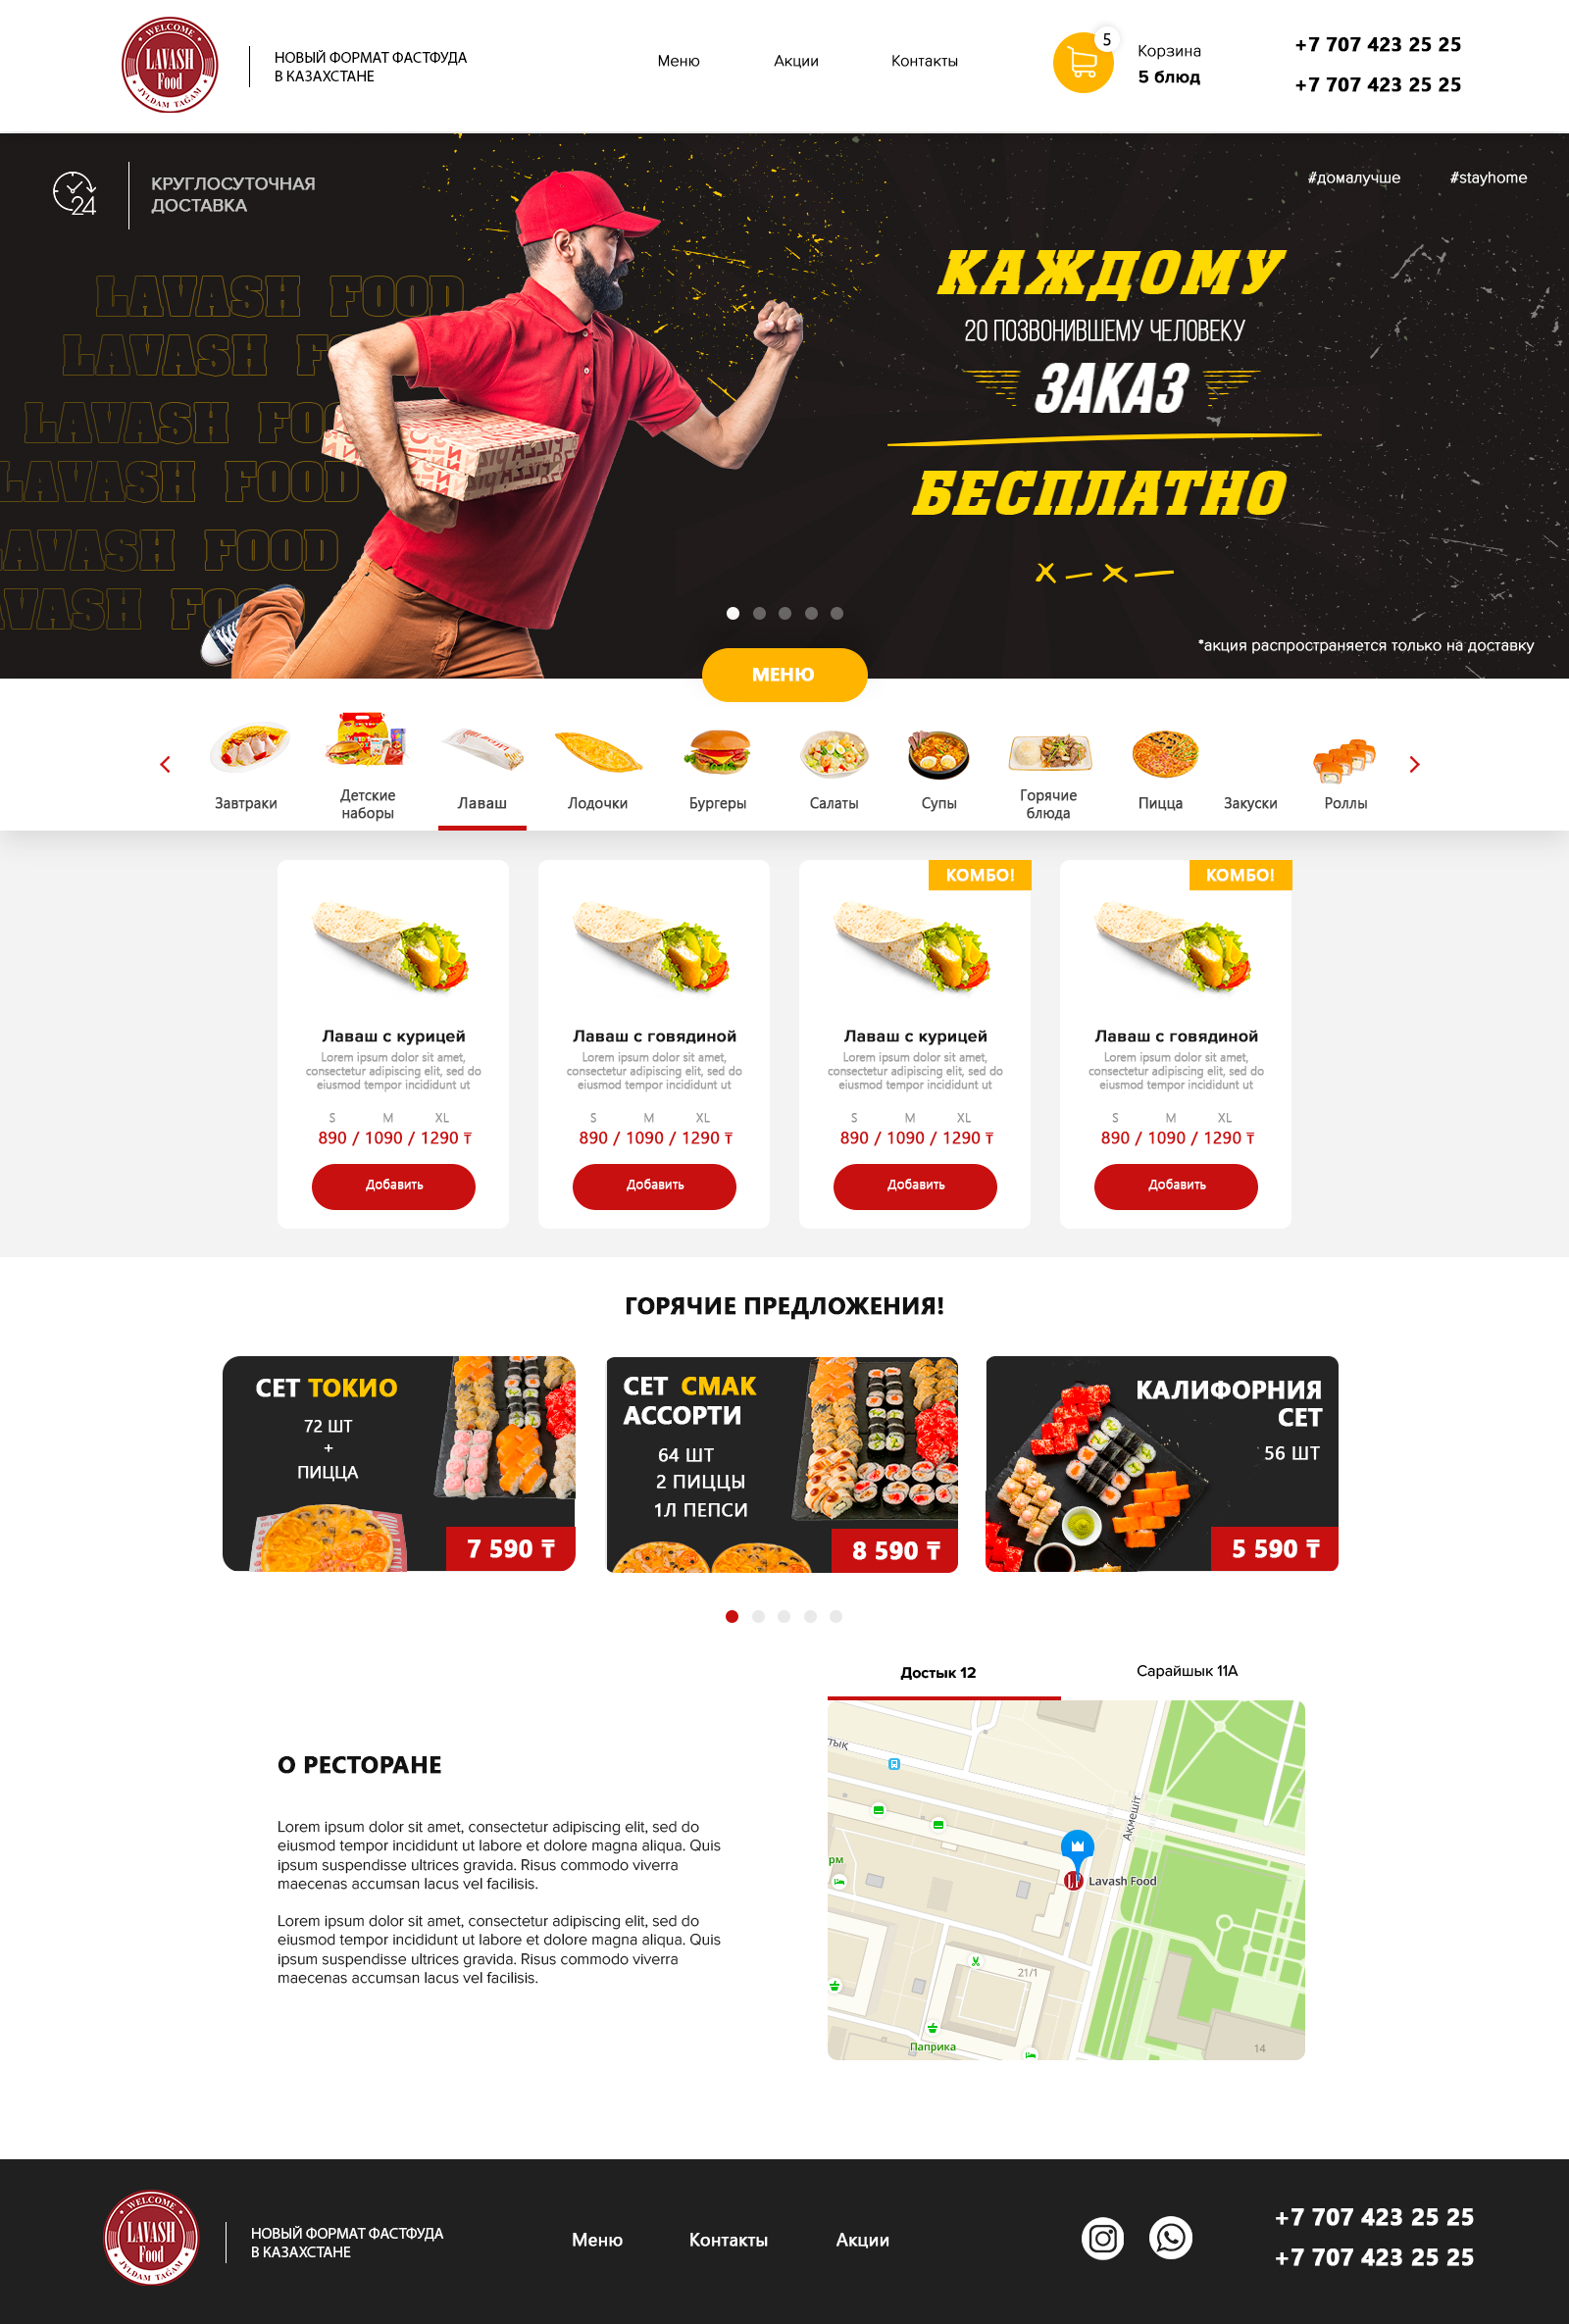 WELCOME
LAVASH
Food
JYLDAM TAĞAM
НОВЫЙ ФОРМАТ ФАСТФУДА
В КАЗАХСТАНЕ
Меню
Акции
Контакты
5
Корзина
5 блюд
+7 707 423 25 25
+7 707 423 25 25
24
КРУГЛОСУТОЧНАЯ
ДОСТАВКА
#домалучше
#stayhome
LAVASH FOOD
LAVASH FO
LAVASH FO
LAVASH FOOD
LAVASH FOOD
AVASH FOOD
КАЖДОМУ
20 ПОЗВОНИВШЕМУ ЧЕЛОВЕКУ
ЗАКАЗ
БЕСПЛАТНО
*акция распространяется только на доставку
МЕНЮ
Завтраки
Детские
наборы
Лаваш
Лодочки
Бургеры
Салаты
Супы
Горячие
блюда
Пицца
Закуски
Роллы
Лаваш с курицей
Lorem ipsum dolor sit amet,
consectetur adipiscing elit, sed do
eiusmod tempor incididunt ut
S M XL
890 / 1090 / 1290 ₸
Добавить
Лаваш с говядиной
Lorem ipsum dolor sit amet,
consectetur adipiscing elit, sed do
eiusmod tempor incididunt ut
S M XL
890 / 1090 / 1290 ₸
Добавить
КОМБО!
Лаваш с курицей
Lorem ipsum dolor sit amet,
consectetur adipiscing elit, sed do
eiusmod tempor incididunt ut
S M XL
890 / 1090 / 1290 ₸
Добавить
КОМБО!
Лаваш с говядиной
Lorem ipsum dolor sit amet,
consectetur adipiscing elit, sed do
eiusmod tempor incididunt ut
S M XL
890 / 1090 / 1290 ₸
Добавить
ГОРЯЧИЕ ПРЕДЛОЖЕНИЯ!
СЕТ ТОКИО
72 ШТ
+
ПИЦЦА
7 590 ₸
СЕТ СМАК
АССОРТИ
64 ШТ
2 ПИЦЦЫ
1Л ПЕПСИ
8 590 ₸
КАЛИФОРНИЯ
СЕТ
56 ШТ
5 590 ₸
О РЕСТОРАНЕ
Lorem ipsum dolor sit amet, consectetur adipiscing elit, sed do
eiusmod tempor incididunt ut labore et dolore magna aliqua. Quis
ipsum suspendisse ultrices gravida. Risus commodo viverra
maecenas accumsan lacus vel facilisis.
Lorem ipsum dolor sit amet, consectetur adipiscing elit, sed do
eiusmod tempor incididunt ut labore et dolore magna aliqua. Quis
ipsum suspendisse ultrices gravida. Risus commodo viverra
maecenas accumsan lacus vel facilisis.
Достык 12
Сарайшык 11А
тық
Ақмешіт
рм
Lavash Food
21/1
Паприка
14
WELCOME
LAVASH
Food
JYLDAM TAĞAM
НОВЫЙ ФОРМАТ ФАСТФУДА
В КАЗАХСТАНЕ
Меню
Контакты
Акции
+7 707 423 25 25
+7 707 423 25 25